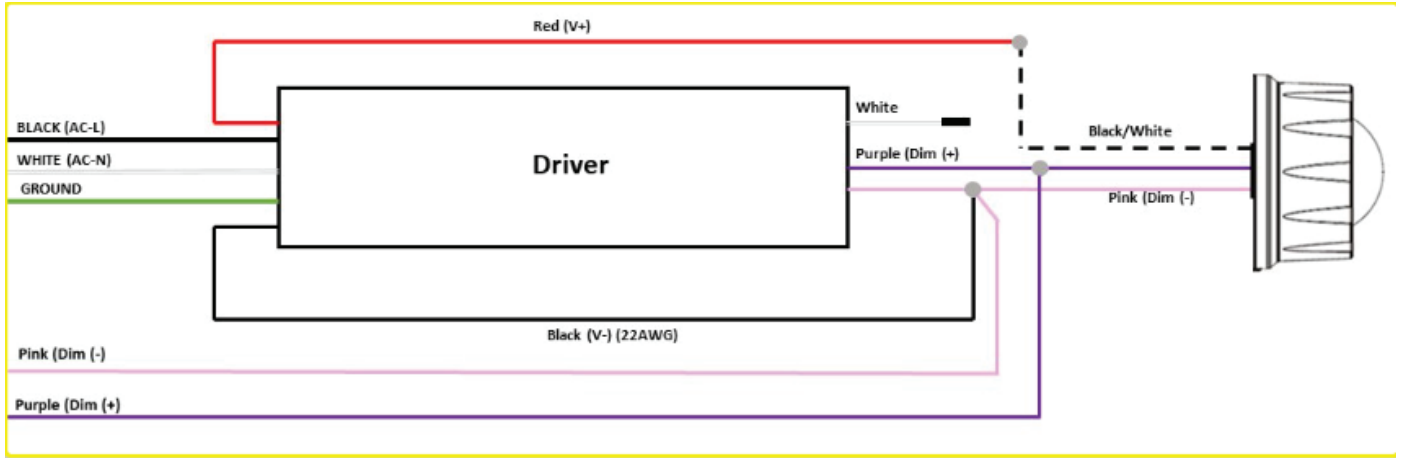 Red (V+)
BLACK (AC-L)
WHITE (AC-N)
GROUND
Driver
White
Purple (Dim (+)
Black/White
Pink (Dim (-)
Black (V-) (22AWG)
Pink (Dim (-)
Purple (Dim (+)